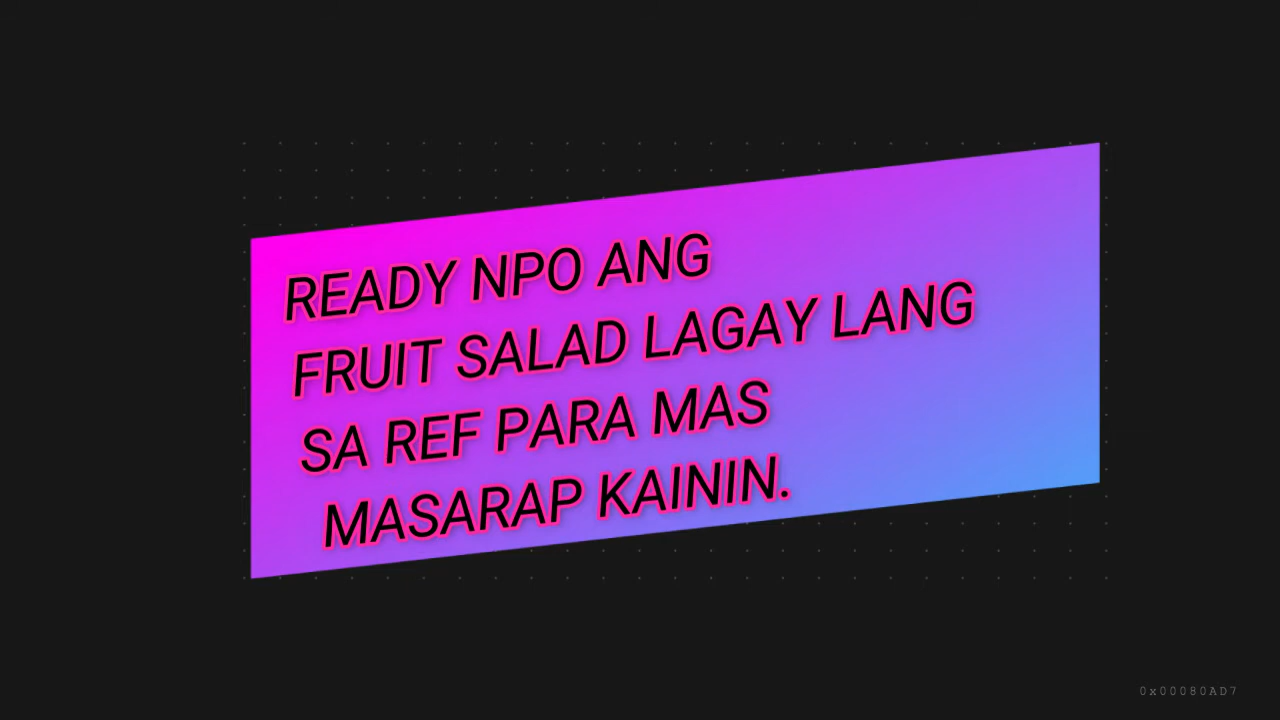 READY NPO ANG
FRUIT SALAD LAGAY LANG
SA REF PARA MAS
MASARAP KAININ.
0x00080AD7